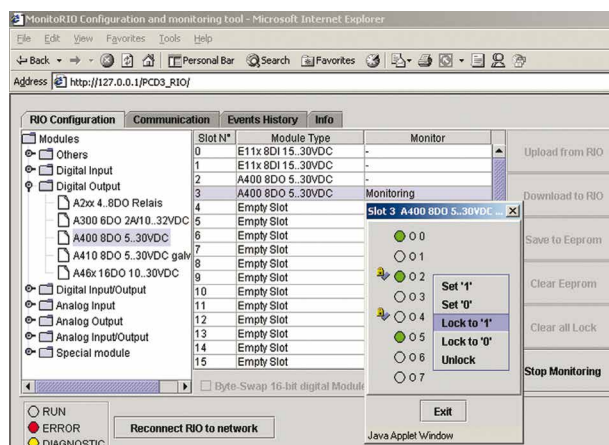 MonitoRIO Configuration and monitoring tool - Microsoft Internet Explorer
File Edit View Favorites Tools Help
Back Personal Bar Search Favorites
Address http://127.0.0.1/PCD3_RIO/
RIO Configuration Communication Events History Info
Modules
Others
Digital Input
Digital Output
A2xx 4..8DO Relais
A300 6DO 2A/10..32VDC
A400 8DO 5..30VDC
A410 8DO 5..30VDC galv
A46x 16DO 10..30VDC
Digital Input/Output
Analog Input
Analog Output
Analog Input/Output
Special module
Slot N° Module Type Monitor
0 E11x 8DI 15..30VDC -
1 E11x 8DI 15..30VDC -
2 A400 8DO 5..30VDC -
3 A400 8DO 5..30VDC Monitoring
4 Empty Slot
5 Empty Slot
6 Empty Slot
7 Empty Slot
8 Empty Slot
9 Empty Slot
10 Empty Slot
11 Empty Slot
12 Empty Slot
13 Empty Slot
14 Empty Slot
15 Empty Slot
Byte-Swap 16-bit digital Module
Slot 3 A400 8DO 5..30VDC ...
O 0
O 1
O 2
O 3
O 4
O 5
O 6
O 7
Set '1'
Set '0'
Lock to '1'
Lock to '0'
Unlock
Exit
Java Applet Window
Upload from RIO
Download to RIO
Save to Eeprom
Clear Eeprom
Clear all Lock
Stop Monitoring
RUN
ERROR
DIAGNOSTIC
Reconnect RIO to network